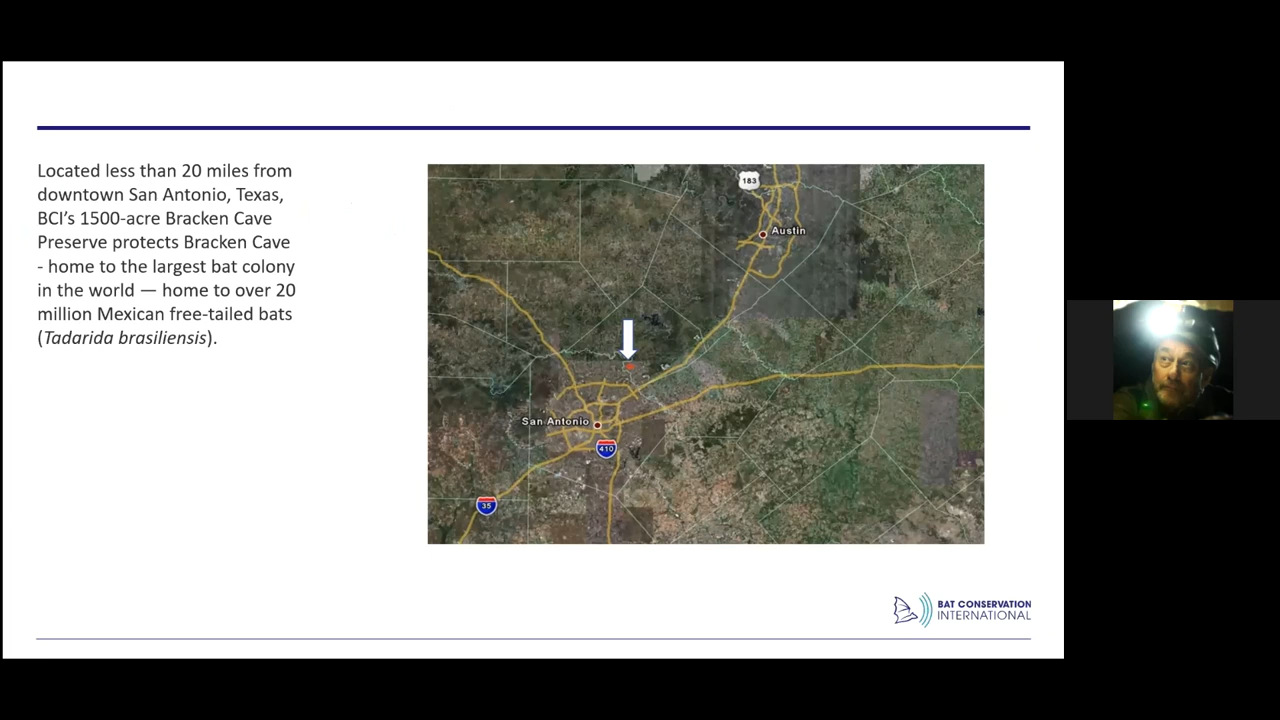 Located less than 20 miles from
downtown San Antonio, Texas,
BCI’s 1500-acre Bracken Cave
Preserve protects Bracken Cave
- home to the largest bat colony
in the world — home to over 20
million Mexican free-tailed bats
(Tadarida brasiliensis).
183
Austin
San Antonio
410
35
BAT CONSERVATION
INTERNATIONAL